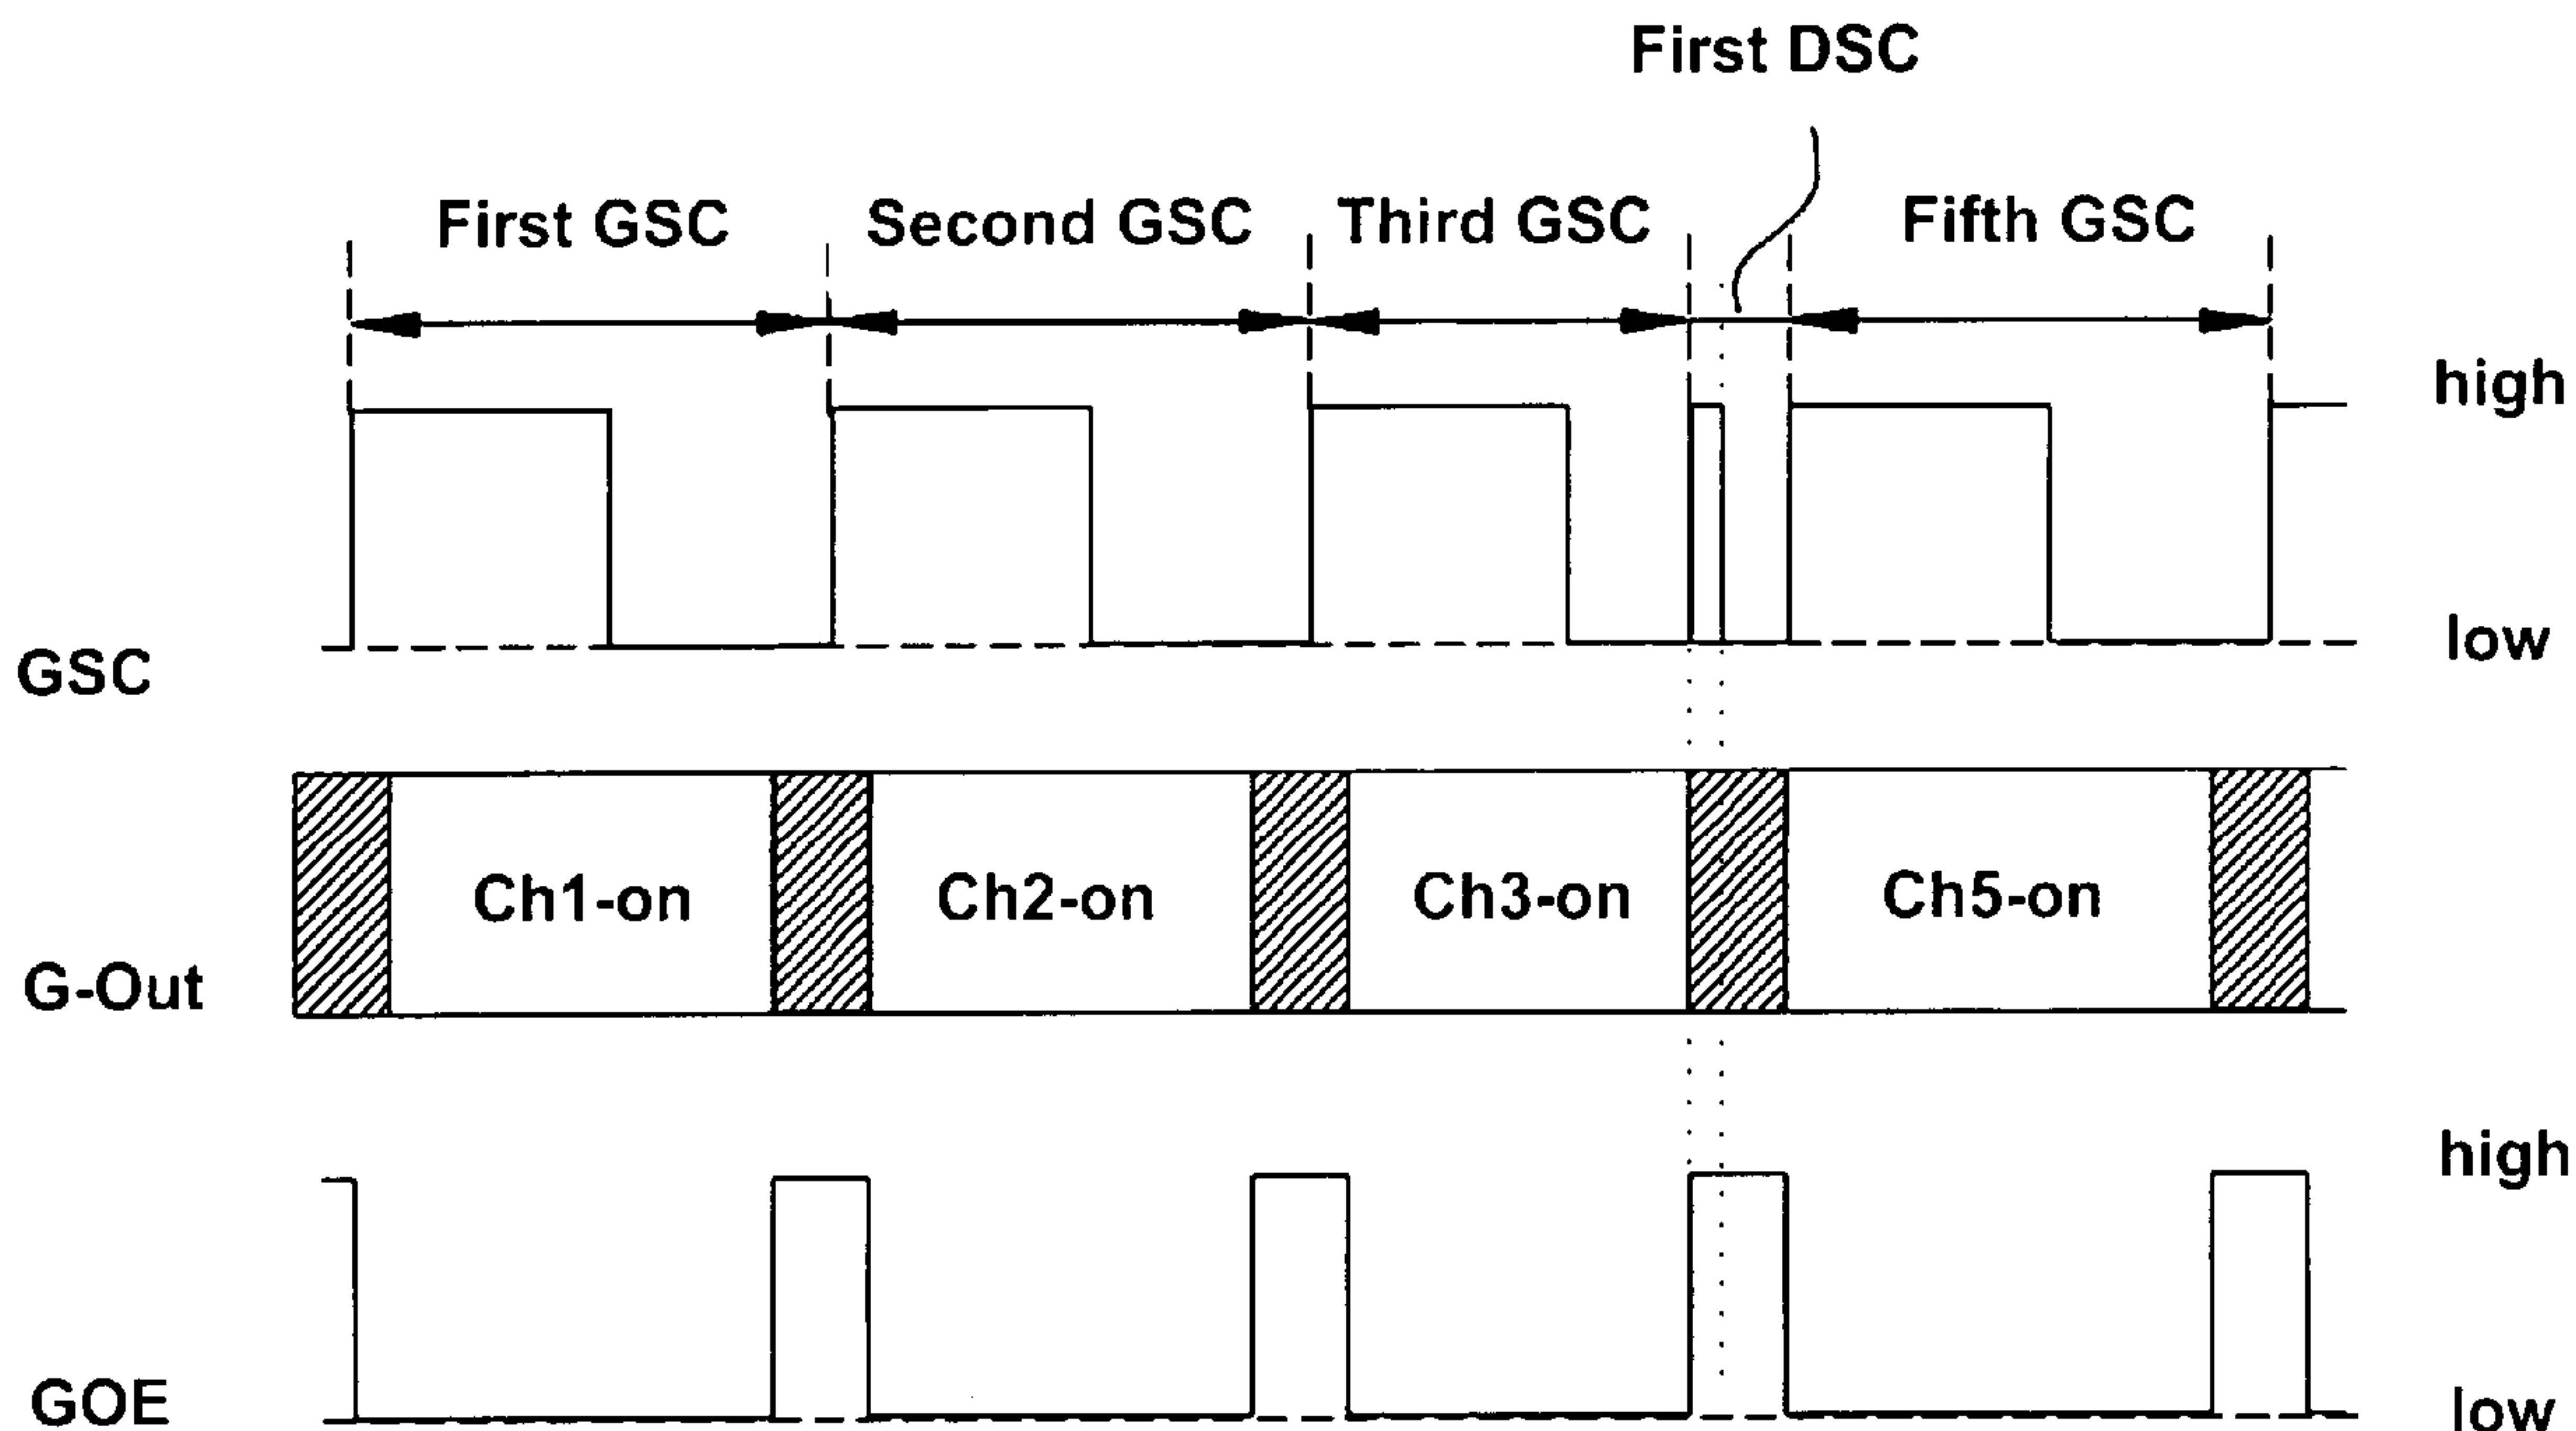 First DSC
First GSC
Second GSC
Third GSC
Fifth GSC
high
low
GSC
Ch1-on
Ch2-on
Ch3-on
Ch5-on
G-Out
high
GOE
low